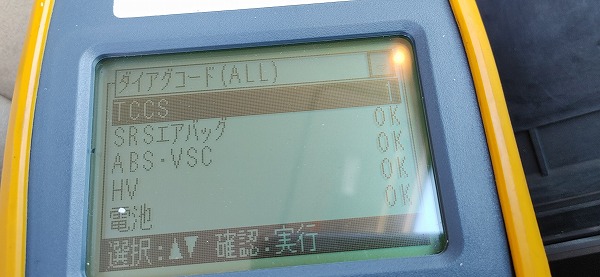 ダイアグコード(ALL)
TCCS 1
SRSエアバッグ OK
ABS・VSC OK
HV OK
電池 OK
選択:▲▼ 確認:実行